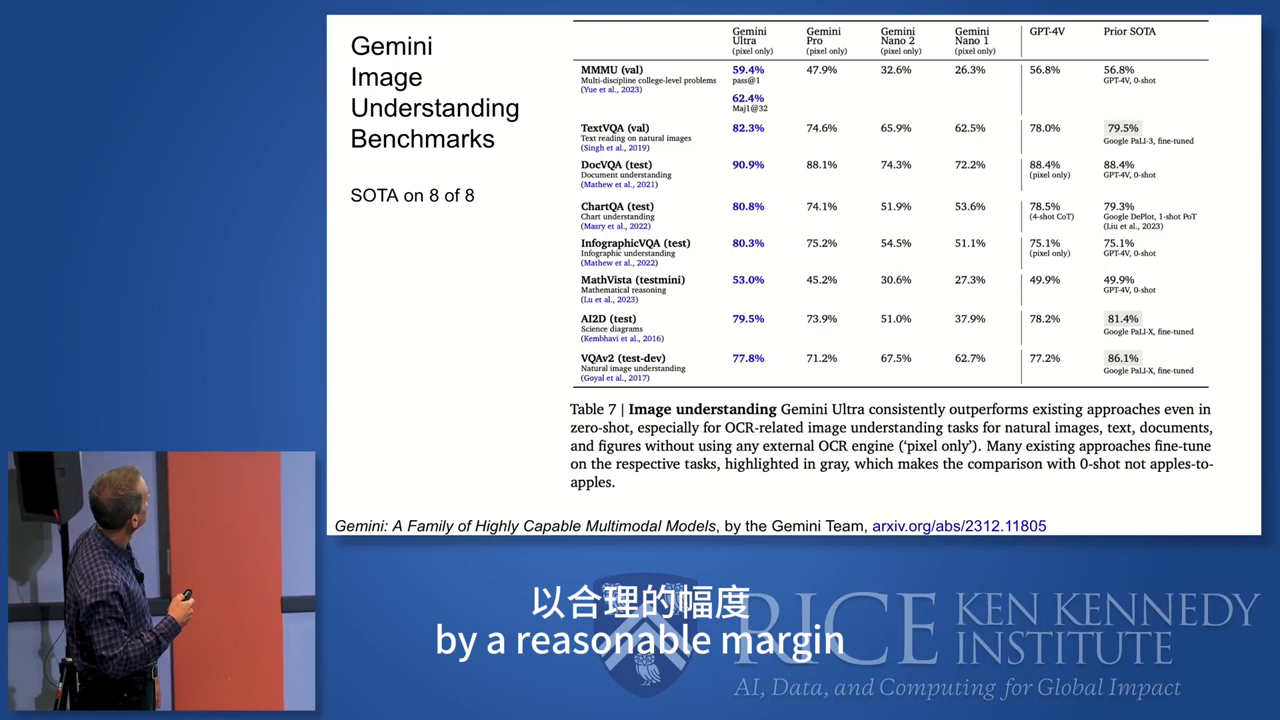 Gemini
Image
Understanding
Benchmarks
SOTA on 8 of 8
Gemini Ultra (pixel only) Gemini Pro (pixel only) Gemini Nano 2 (pixel only) Gemini Nano 1 (pixel only) GPT-4V Prior SOTA
MMMU (val) 59.4% 47.9% 32.6% 26.3% 56.8% 56.8%
Multi-discipline college-level problems pass@1 GPT-4V, 0-shot
(Yue et al., 2023)
62.4%
Maj1@32
TextVQA (val) 82.3% 74.6% 65.9% 62.5% 78.0% 79.5%
Text reading on natural images Google PaLI-3, fine-tuned
(Singh et al., 2019)
DocVQA (test) 90.9% 88.1% 74.3% 72.2% 88.4% 88.4%
Document understanding (pixel only) GPT-4V, 0-shot
(Mathew et al., 2021)
ChartQA (test) 80.8% 74.1% 51.9% 53.6% 78.5% 79.3%
Chart understanding (4-shot CoT) Google DePlot, 1-shot PoT
(Masry et al., 2022) (Liu et al., 2023)
InfographicVQA (test) 80.3% 75.2% 54.5% 51.1% 75.1% 75.1%
Infographic understanding (pixel only) GPT-4V, 0-shot
(Mathew et al., 2022)
MathVista (testmini) 53.0% 45.2% 30.6% 27.3% 49.9% 49.9%
Mathematical reasoning GPT-4V, 0-shot
(Lu et al., 2023)
AI2D (test) 79.5% 73.9% 51.0% 37.9% 78.2% 81.4%
Science diagrams Google PaLI-X, fine-tuned
(Kembhavi et al., 2016)
VQAv2 (test-dev) 77.8% 71.2% 67.5% 62.7% 77.2% 86.1%
Natural image understanding Google PaLI-X, fine-tuned
(Goyal et al., 2017)
Table 7 | Image understanding Gemini Ultra consistently outperforms existing approaches even in
zero-shot, especially for OCR-related image understanding tasks for natural images, text, documents,
and figures without using any external OCR engine (‘pixel only’). Many existing approaches fine-tune
on the respective tasks, highlighted in gray, which makes the comparison with 0-shot not apples-to-
apples.
Gemini: A Family of Highly Capable Multimodal Models, by the Gemini Team, arxiv.org/abs/2312.11805
以合理的幅度
by a reasonable margin
RICE KEN KENNEDY
INSTITUTE
AI, Data, and Computing for Global Impact